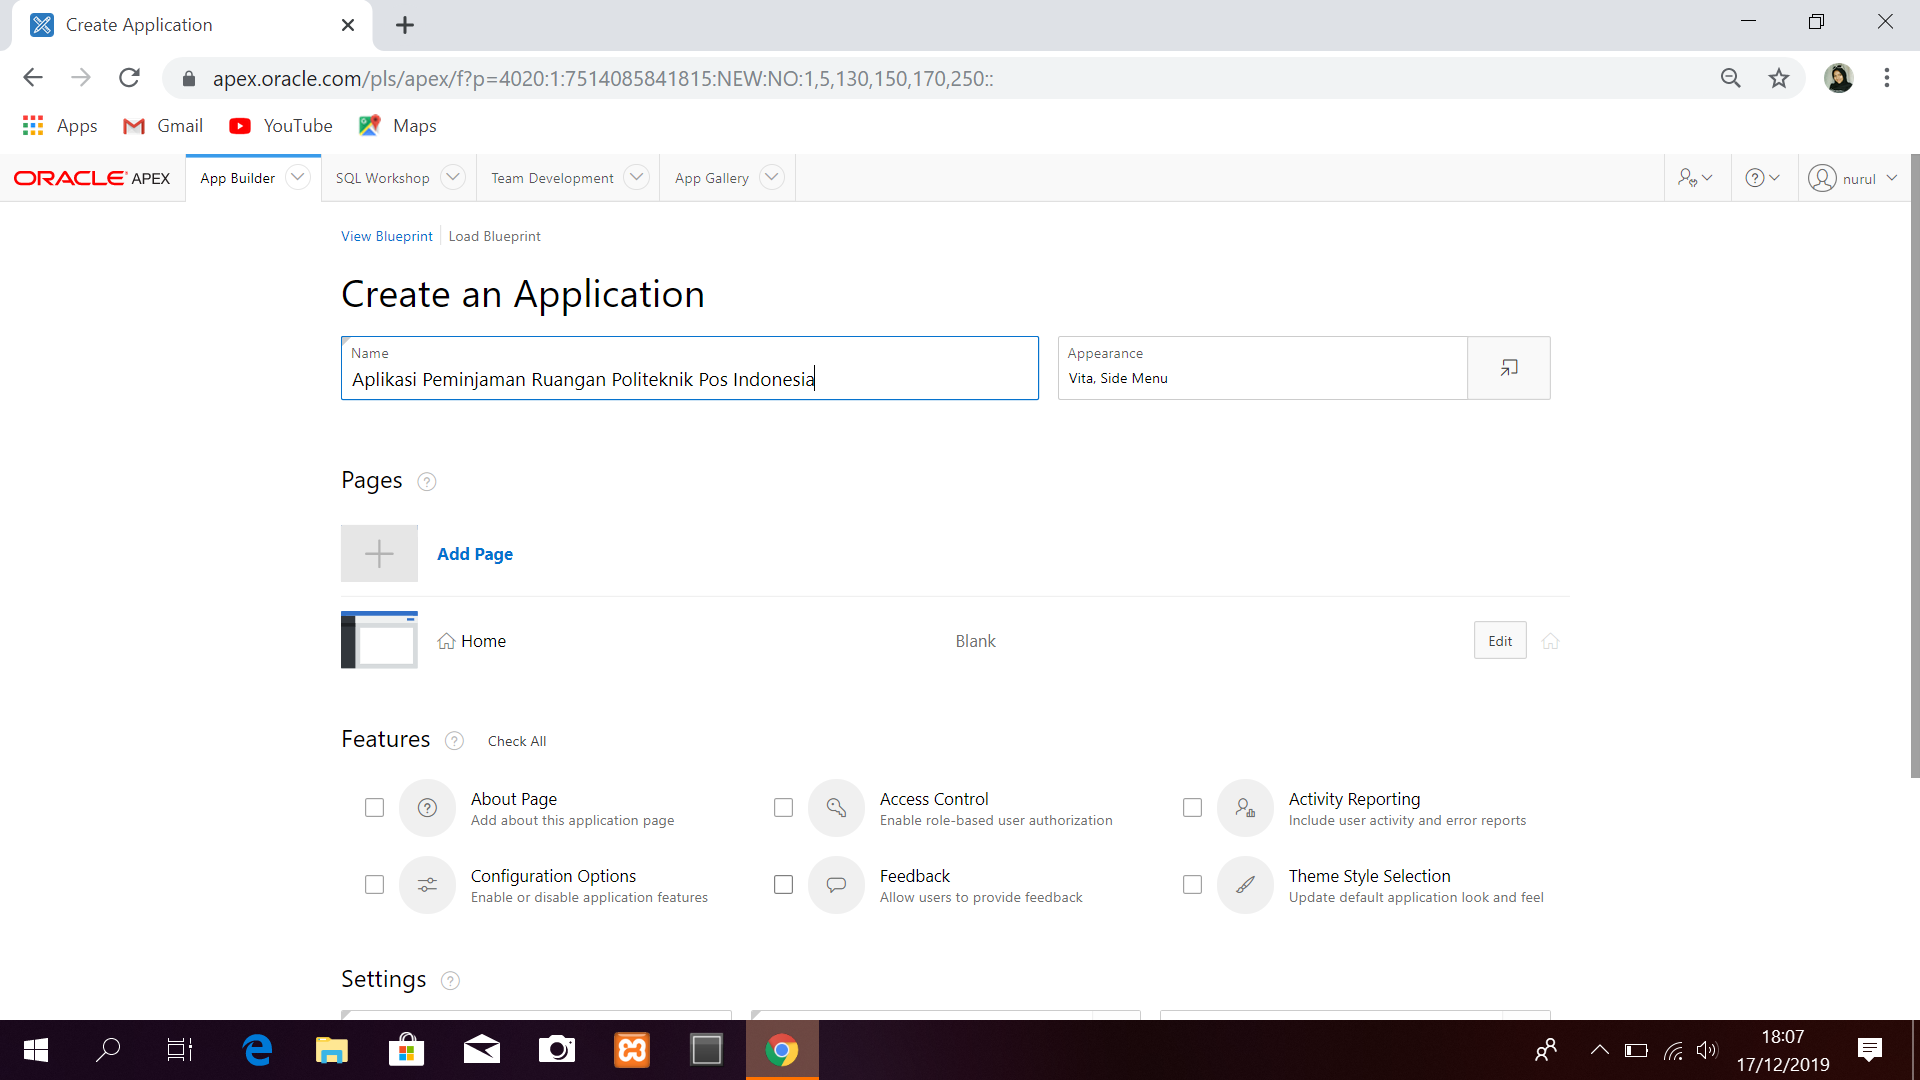 Create Application
apex.oracle.com/pls/apex/f?p=4020:1:7514085841815:NEW:NO:1,5,130,150,170,250::
Apps Gmail YouTube Maps
ORACLE APEX App Builder SQL Workshop Team Development App Gallery nurul
View Blueprint Load Blueprint
Create an Application
Name
Aplikasi Peminjaman Ruangan Politeknik Pos Indonesia
Appearance
Vita, Side Menu
Pages
Add Page
Home Blank Edit
Features Check All
About Page
Add about this application page
Access Control
Enable role-based user authorization
Activity Reporting
Include user activity and error reports
Configuration Options
Enable or disable application features
Feedback
Allow users to provide feedback
Theme Style Selection
Update default application look and feel
Settings
18:07
17/12/2019